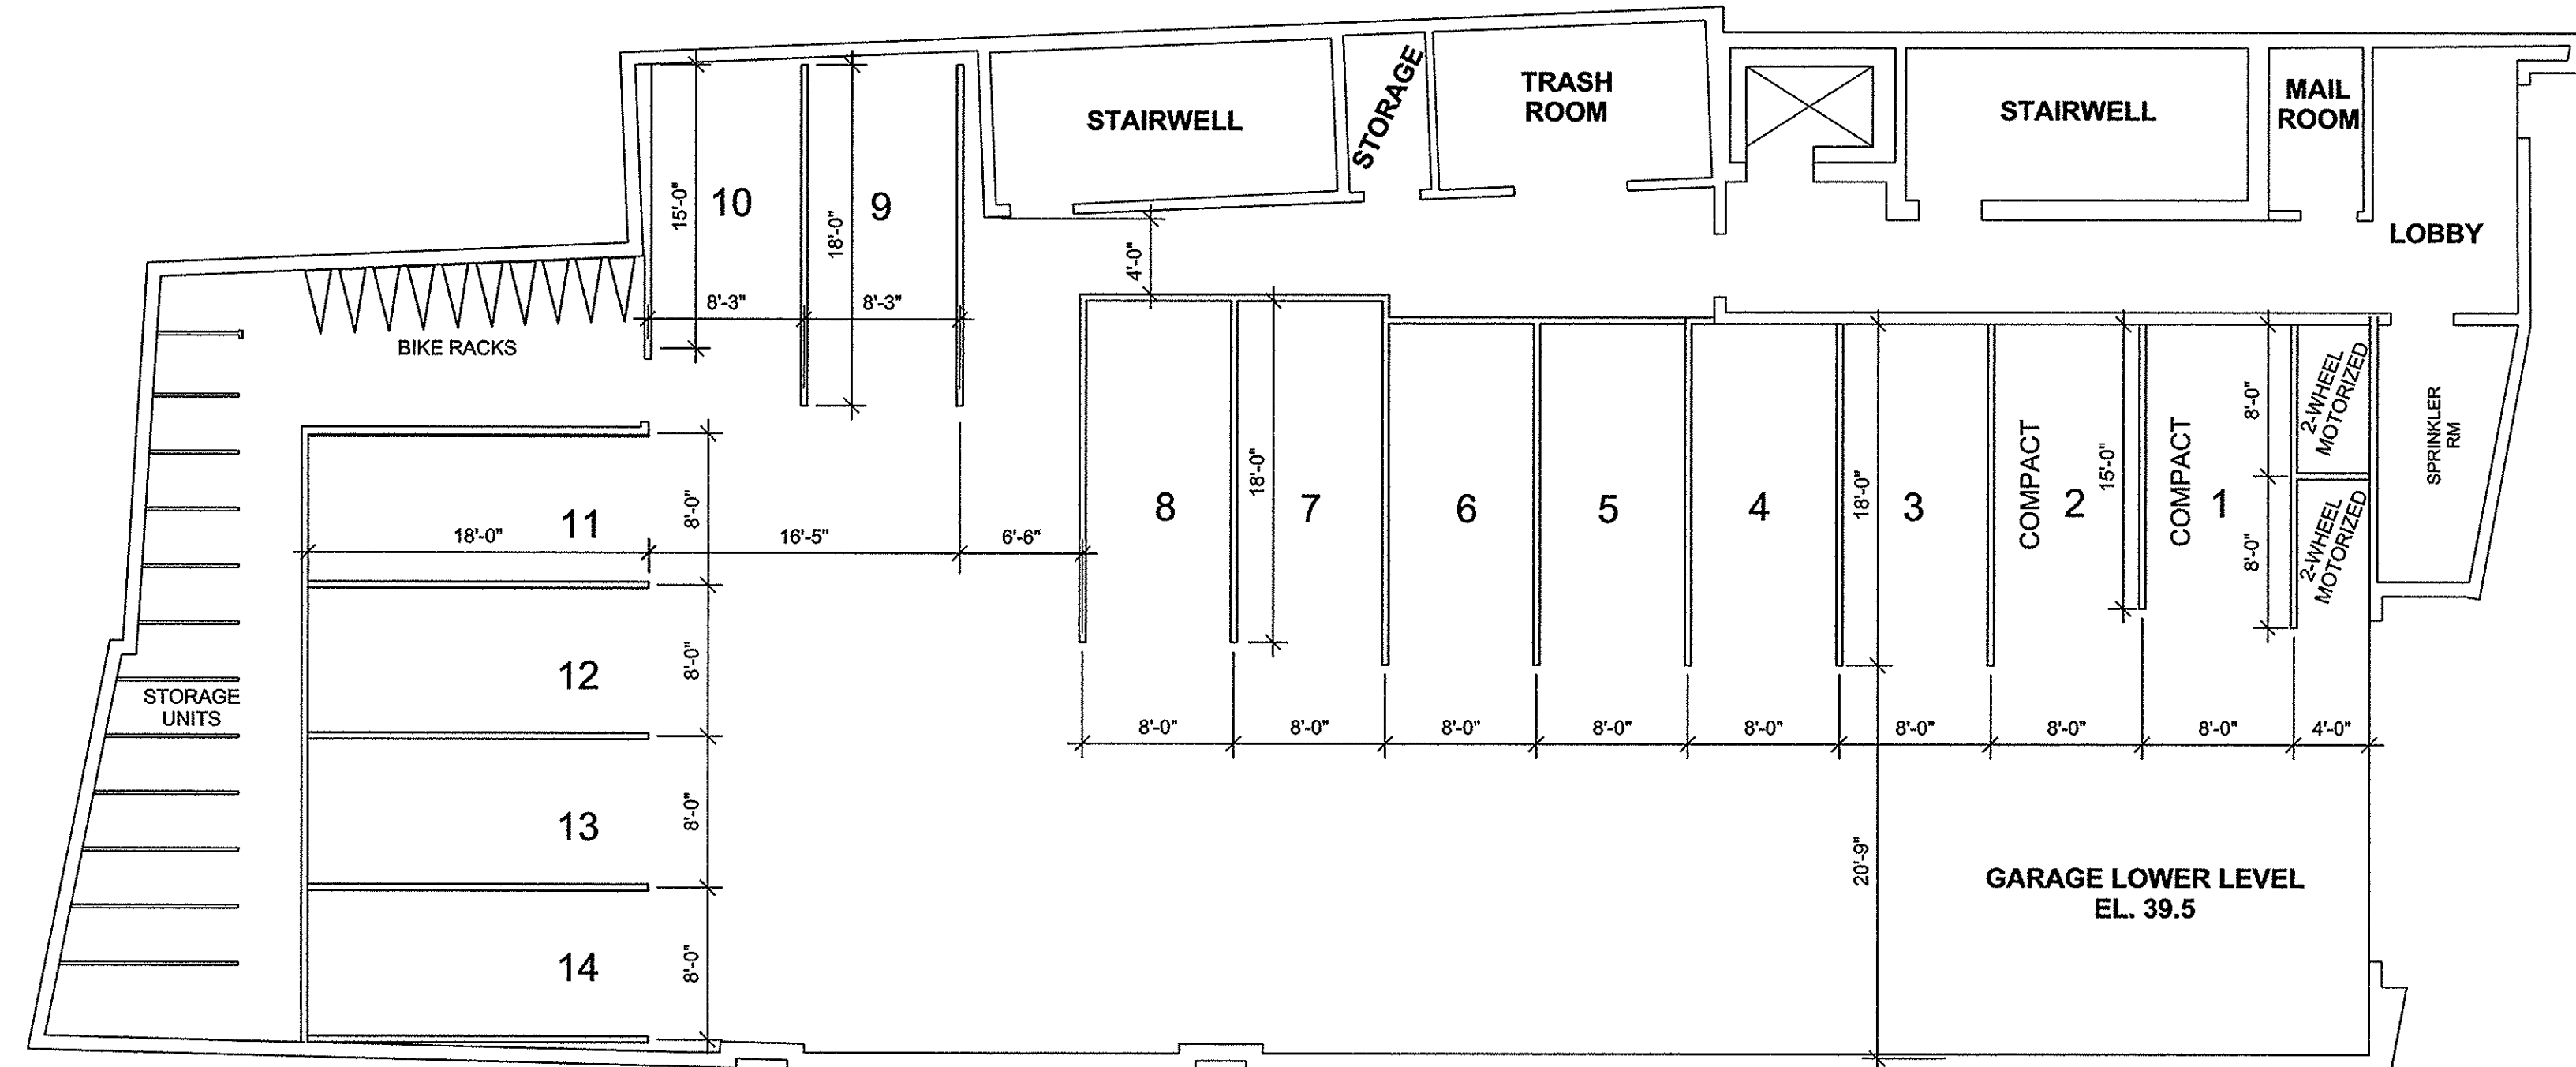 STAIRWELL
STORAGE
TRASH
ROOM
STAIRWELL
MAIL
ROOM
LOBBY
15'-0"
10
18'-0"
9
4'-0"
8'-3"
8'-3"
BIKE RACKS
2-WHEEL
MOTORIZED
8'-0"
SPRINKLER
RM
11
8'-0"
18'-0"
16'-5"
6'-6"
8
18'-0"
7
6
5
4
18'-0"
3
COMPACT
2
15'-0"
COMPACT
1
8'-0"
2-WHEEL
MOTORIZED
12
8'-0"
STORAGE
UNITS
8'-0"
8'-0"
8'-0"
8'-0"
8'-0"
8'-0"
8'-0"
8'-0"
4'-0"
13
8'-0"
20'-9"
GARAGE LOWER LEVEL
EL. 39.5
14
8'-0"